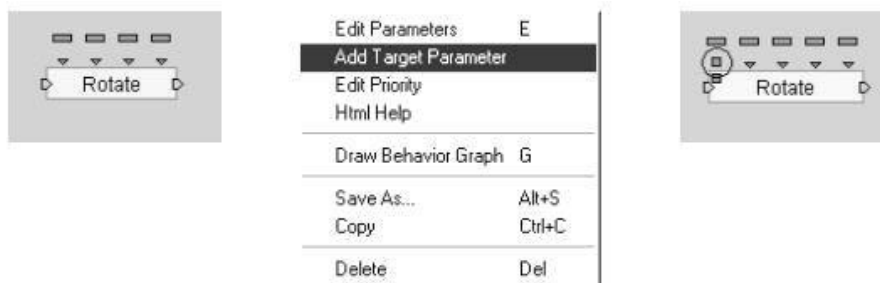 Rotate
Edit Parameters E
Add Target Parameter
Edit Priority
Html Help
Draw Behavior Graph G
Save As... Alt+S
Copy Ctrl+C
Delete Del
Rotate